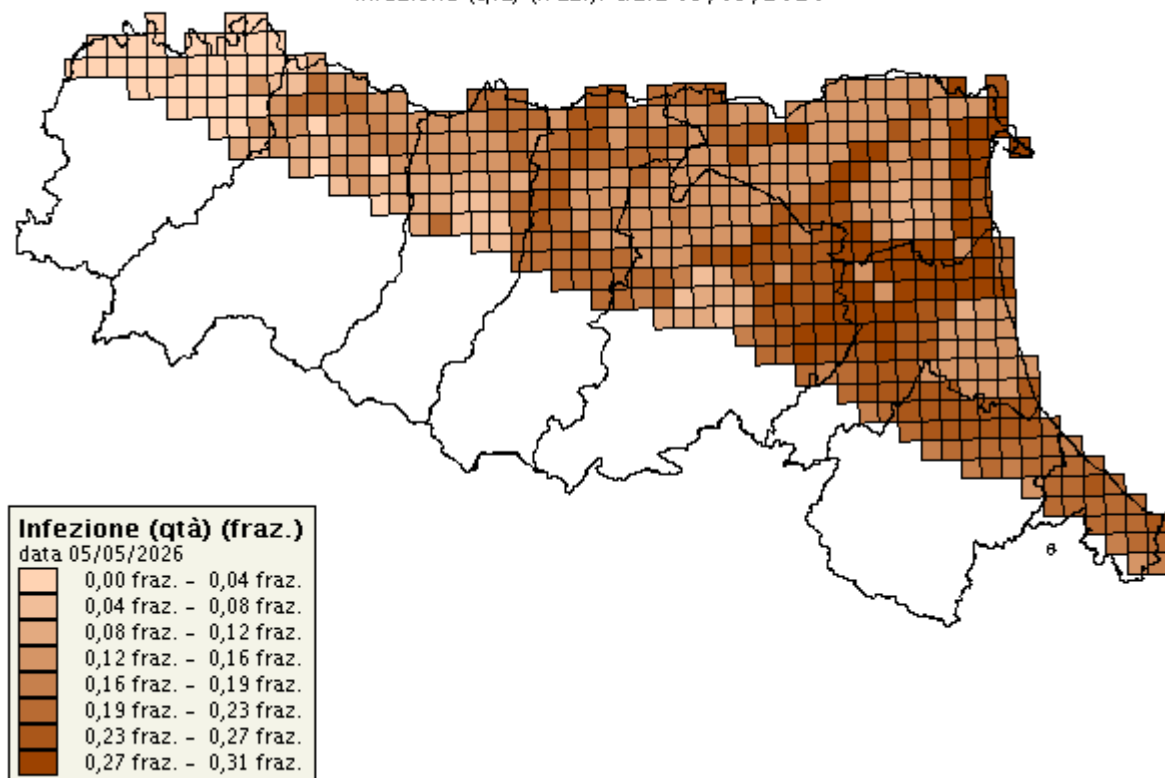 Infezione (qtà) (fraz.)
data 05/05/2026
0,00 fraz. - 0,04 fraz.
0,04 fraz. - 0,08 fraz.
0,08 fraz. - 0,12 fraz.
0,12 fraz. - 0,16 fraz.
0,16 fraz. - 0,19 fraz.
0,19 fraz. - 0,23 fraz.
0,23 fraz. - 0,27 fraz.
0,27 fraz. - 0,31 fraz.